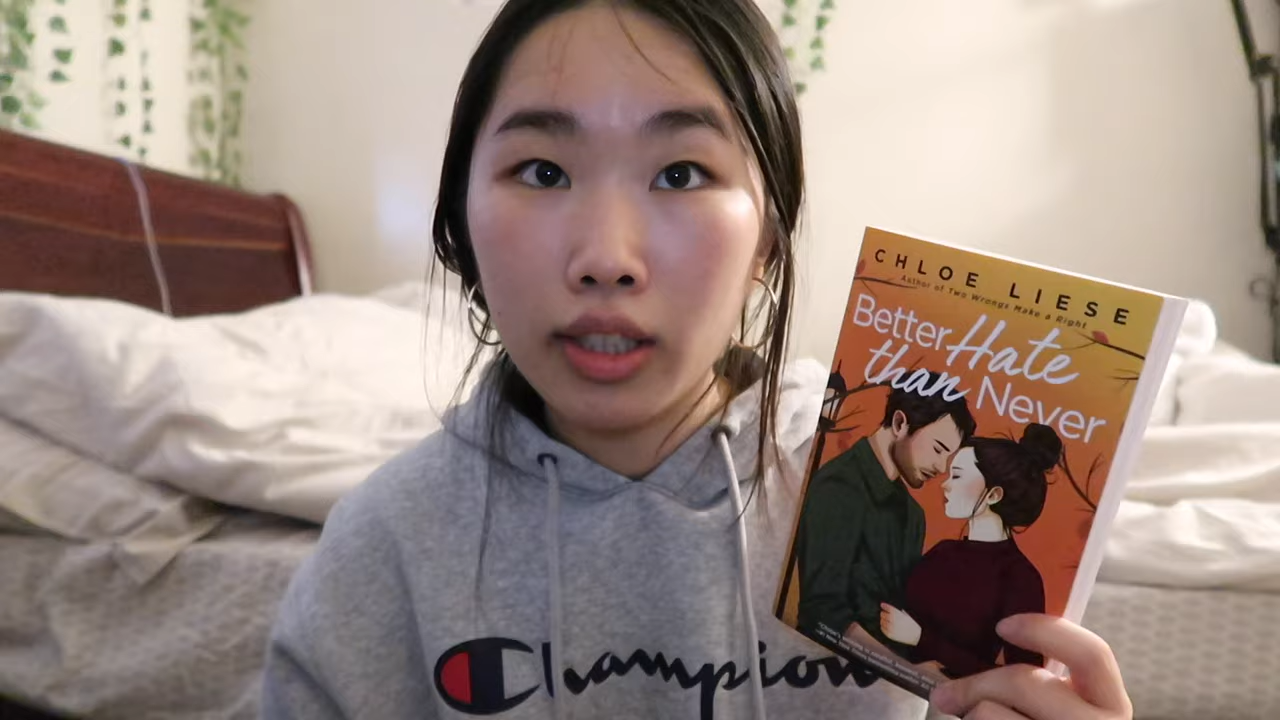 CHLOE LIESE
Author of Two Wrongs Make a Right
Better Hate
than Never
Champion